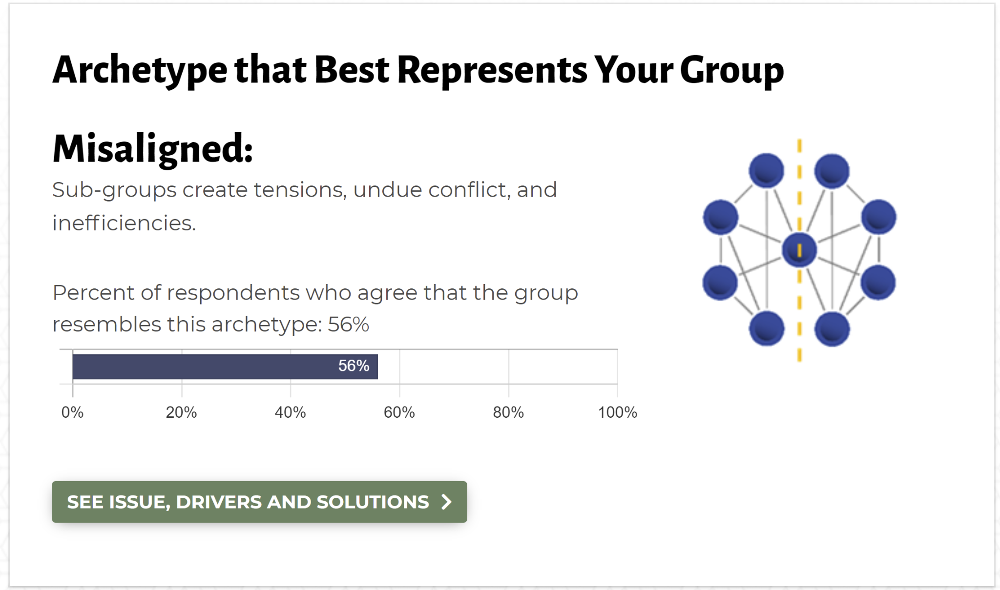 Archetype that Best Represents Your Group
Misaligned:
Sub-groups create tensions, undue conflict, and
inefficiencies.
Percent of respondents who agree that the group
resembles this archetype: 56%
56%
0% 20% 40% 60% 80% 100%
SEE ISSUE, DRIVERS AND SOLUTIONS